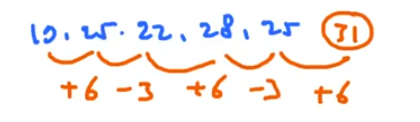 19, 25, 22, 28, 25 31
+6 -3 +6 -3 +6